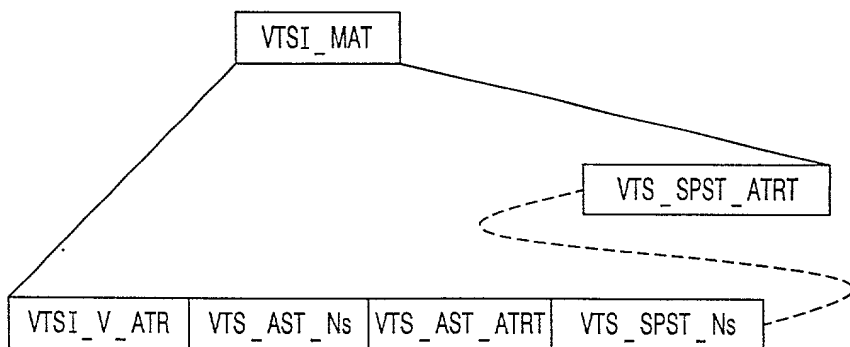 VTSI_MAT
VTS_SPST_ATRT
VTSI_V_ATR VTS_AST_Ns VTS_AST_ATRT VTS_SPST_Ns